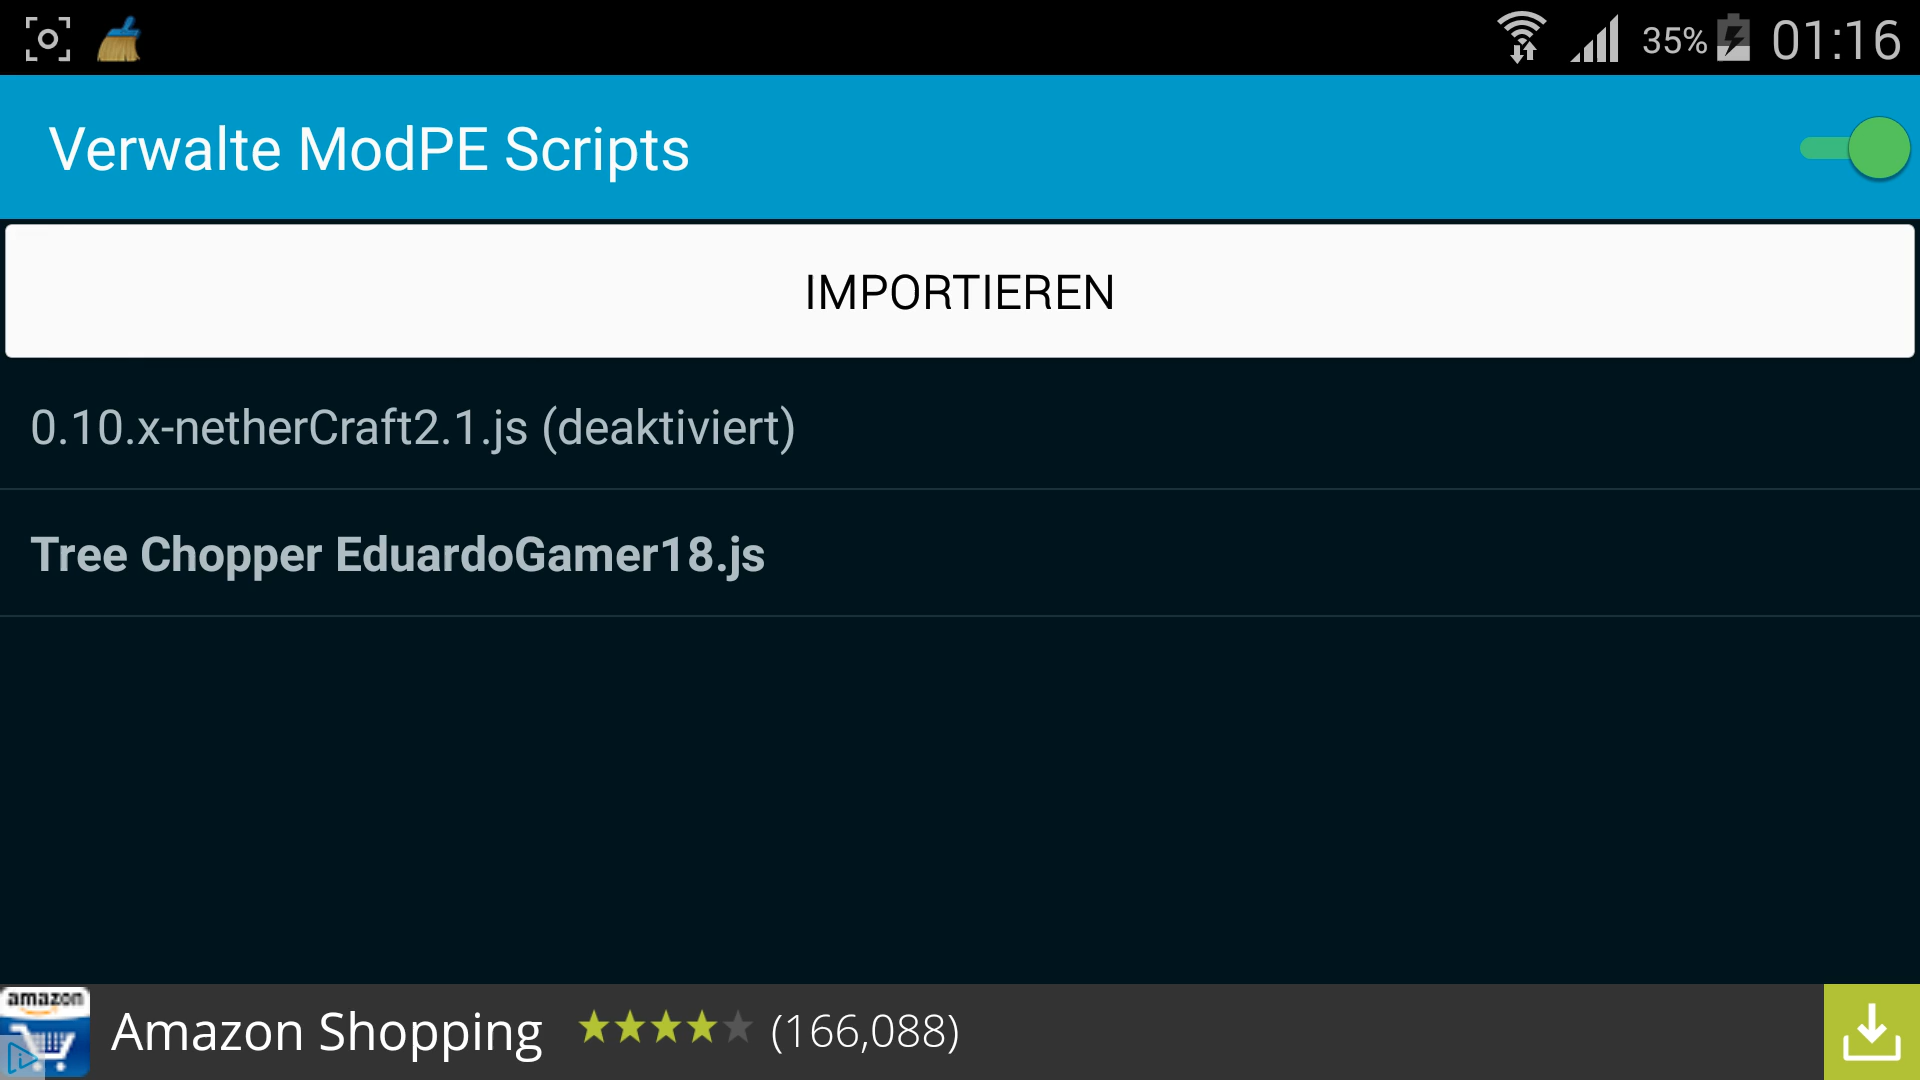 35% 01:16
Verwalte ModPE Scripts
IMPORTIEREN
0.10.x-netherCraft2.1.js (deaktiviert)
Tree Chopper EduardoGamer18.js
amazon
Amazon Shopping (166,088)